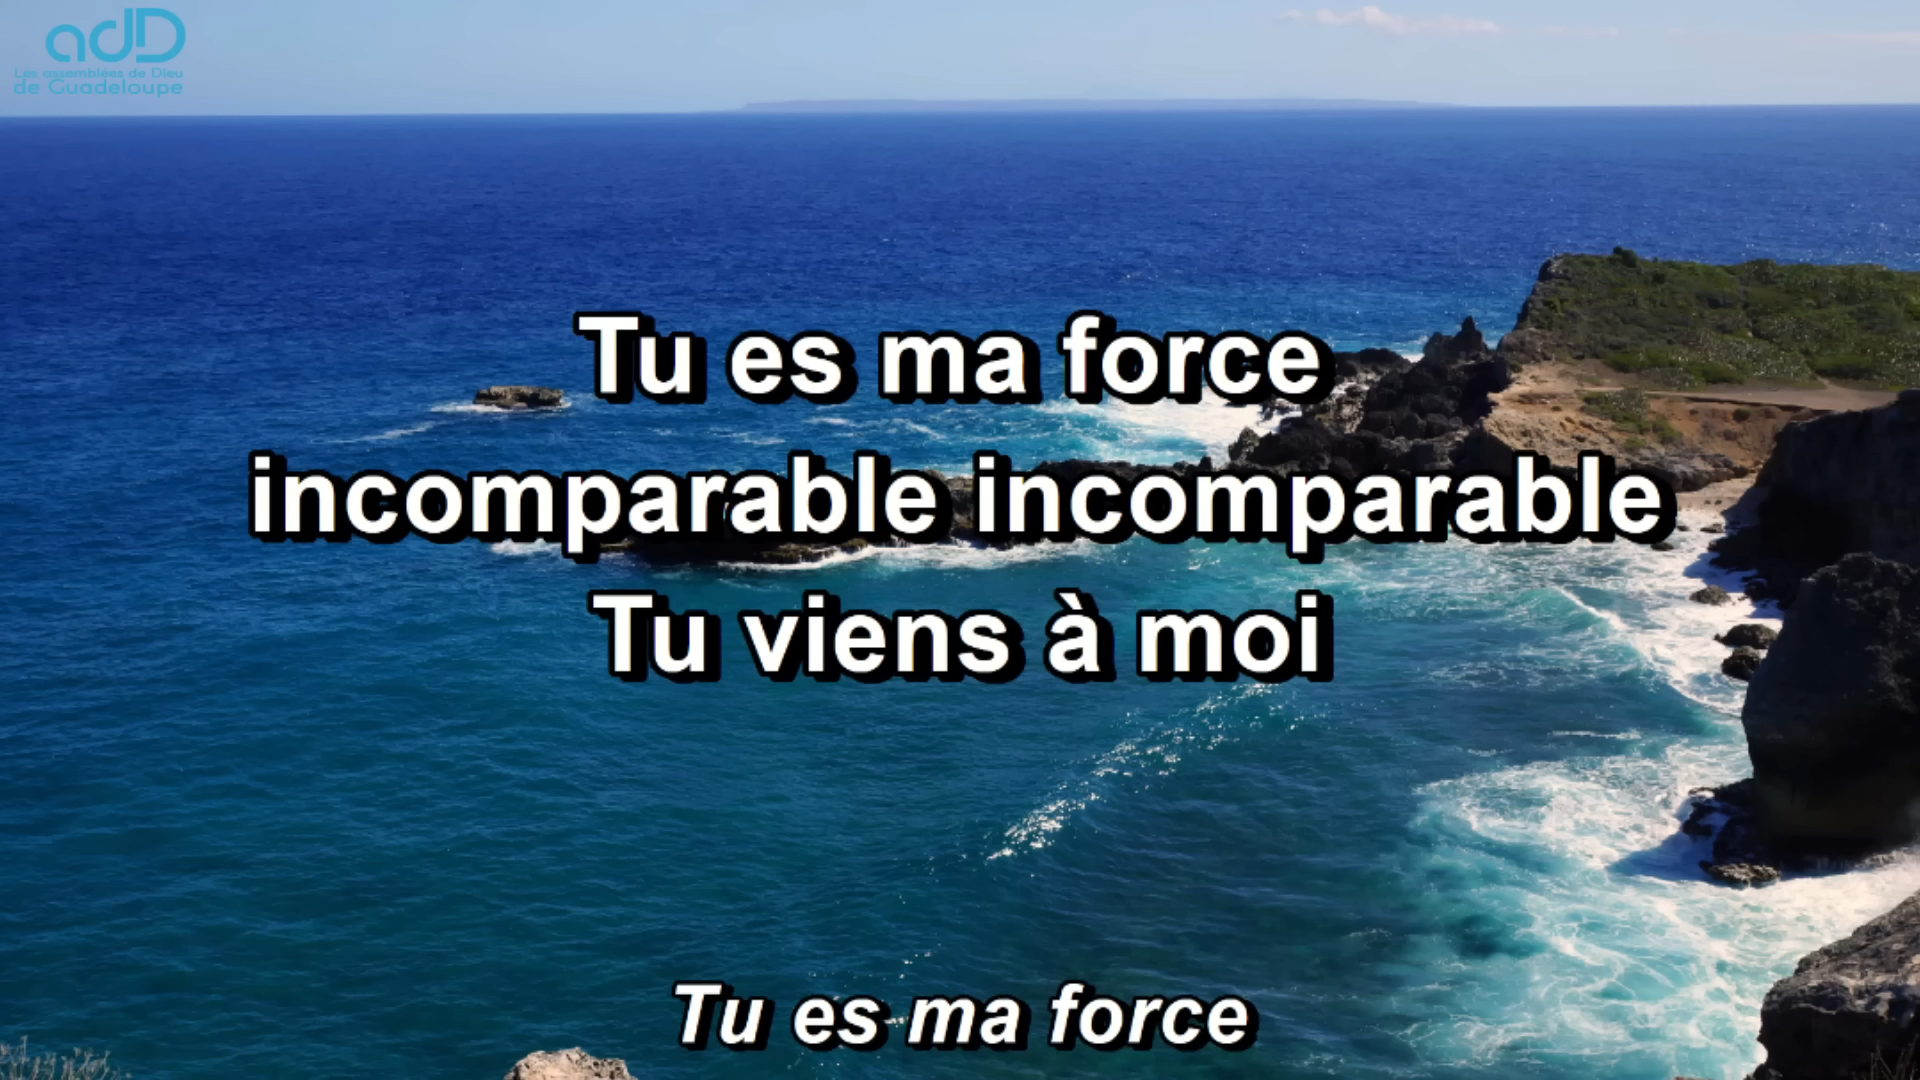 add
Les assemblées de Dieu
de Guadeloupe
Tu es ma force
incomparable incomparable
Tu viens à moi
Tu es ma force